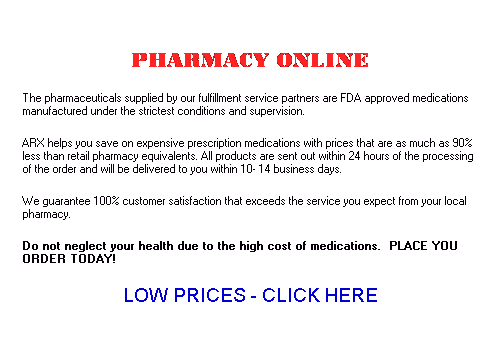 PHARMACY ONLINE
The pharmaceuticals supplied by our fulfillment service partners are FDA approved medications
manufactured under the strictest conditions and supervision.
ARX helps you save on expensive prescription medications with prices that are as much as 90%
less than retail pharmacy equivalents. All products are sent out within 24 hours of the processing
of the order and will be delivered to you within 10- 14 business days.
We guarantee 100% customer satisfaction that exceeds the service you expect from your local
pharmacy.
Do not neglect your health due to the high cost of medications. PLACE YOU
ORDER TODAY!
LOW PRICES - CLICK HERE